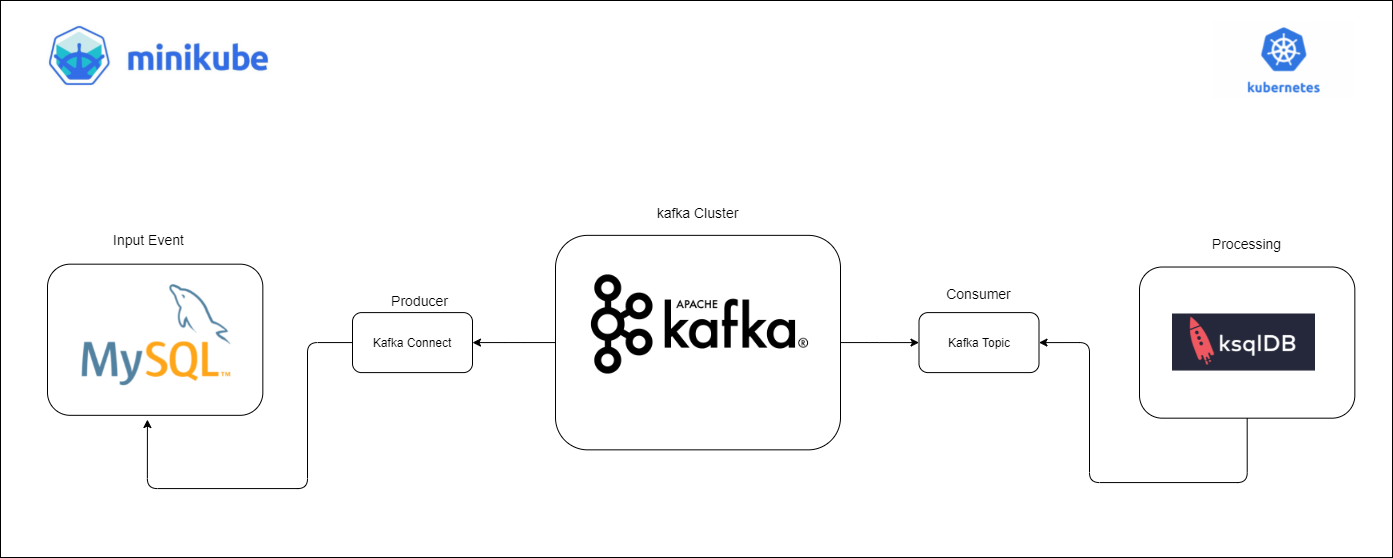 minikube
kubernetes
kafka Cluster
Input Event
Processing
Producer
Consumer
APACHE
kafka®
MySQL™
Kafka Connect
Kafka Topic
ksqlDB